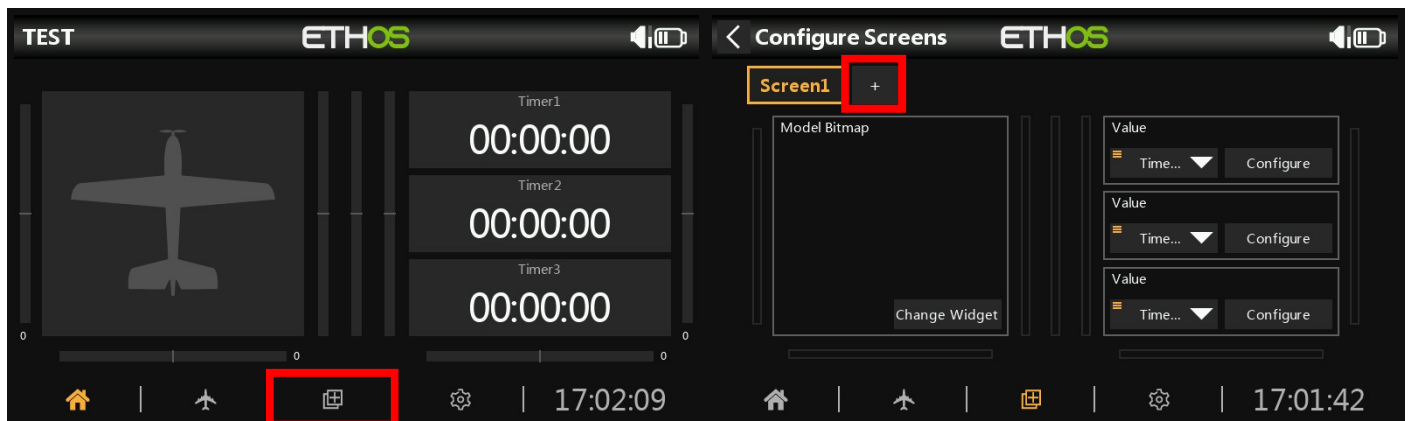 TEST
ETHOS
Timer1
00:00:00
Timer2
00:00:00
Timer3
00:00:00
0
0
0
0
17:02:09
Configure Screens
ETHOS
Screen1
+
Model Bitmap
Change Widget
Value
Time...
Configure
Value
Time...
Configure
Value
Time...
Configure
17:01:42